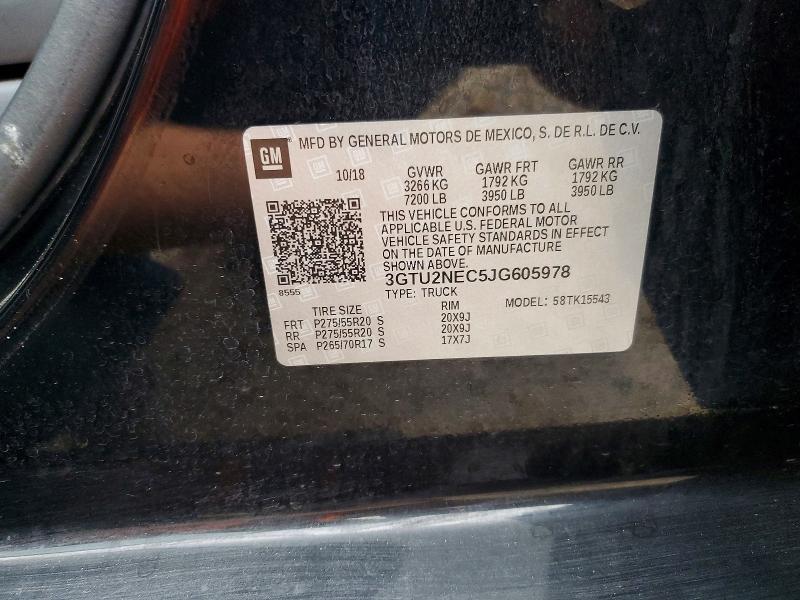 GM
MFD BY GENERAL MOTORS DE MEXICO, S. DE R.L. DE C.V.
10/18 GVWR GAWR FRT GAWR RR
3266 KG 1792 KG 1792 KG
7200 LB 3950 LB 3950 LB
THIS VEHICLE CONFORMS TO ALL
APPLICABLE U.S. FEDERAL MOTOR
VEHICLE SAFETY STANDARDS IN EFFECT
ON THE DATE OF MANUFACTURE
SHOWN ABOVE.
8555 3GTU2NEC5JG605978
TYPE: TRUCK MODEL: 58TK15543
TIRE SIZE RIM
FRT P275/55R20 S 20X9J
RR P275/55R20 S 20X9J
SPA P265/70R17 S 17X7J